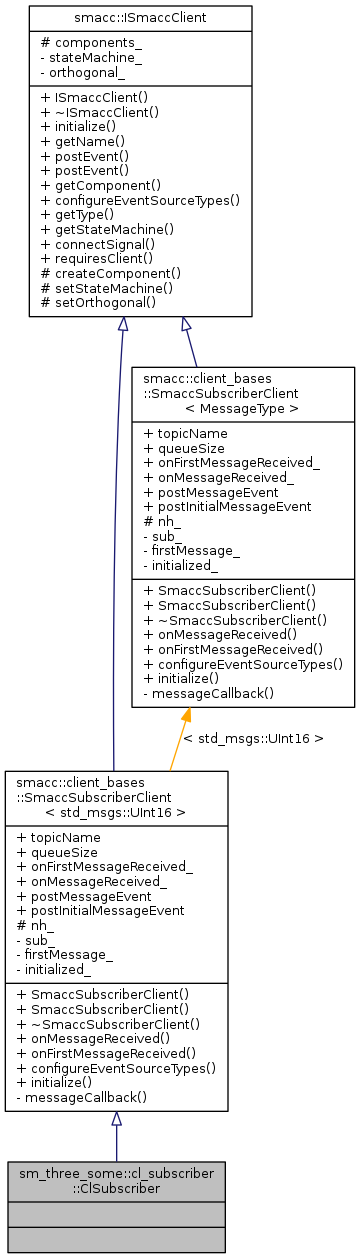 smacc::ISmaccClient
# components_
- stateMachine_
- orthogonal_
+ ISmaccClient()
+ ~ISmaccClient()
+ initialize()
+ getName()
+ postEvent()
+ postEvent()
+ getComponent()
+ configureEventSourceTypes()
+ getType()
+ getStateMachine()
+ connectSignal()
+ requiresClient()
# createComponent()
# setStateMachine()
# setOrthogonal()
smacc::client_bases
::SmaccSubscriberClient
< MessageType >
+ topicName
+ queueSize
+ onFirstMessageReceived_
+ onMessageReceived_
+ postMessageEvent
+ postInitialMessageEvent
# nh_
- sub_
- firstMessage_
- initialized_
+ SmaccSubscriberClient()
+ SmaccSubscriberClient()
+ ~SmaccSubscriberClient()
+ onMessageReceived()
+ onFirstMessageReceived()
+ configureEventSourceTypes()
+ initialize()
- messageCallback()
< std_msgs::UInt16 >
smacc::client_bases
::SmaccSubscriberClient
< std_msgs::UInt16 >
+ topicName
+ queueSize
+ onFirstMessageReceived_
+ onMessageReceived_
+ postMessageEvent
+ postInitialMessageEvent
# nh_
- sub_
- firstMessage_
- initialized_
+ SmaccSubscriberClient()
+ SmaccSubscriberClient()
+ ~SmaccSubscriberClient()
+ onMessageReceived()
+ onFirstMessageReceived()
+ configureEventSourceTypes()
+ initialize()
- messageCallback()
sm_three_some::cl_subscriber
::ClSubscriber